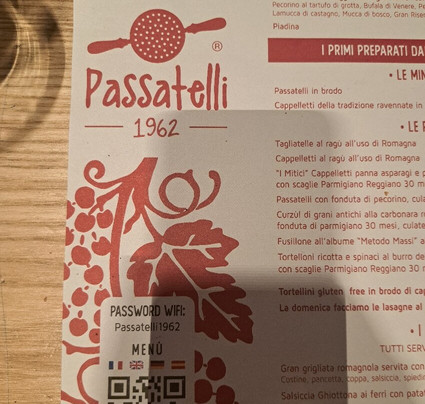 Pecorino al tartufo di grotta, Bufala di Venere, Pe
Lamucca di castagno, Mucca di bosco, Gran Riser
Piadina
®
Passatelli
1962
I PRIMI PREPARATI DA
• LE MIN
Passatelli in brodo
Cappelletti della tradizione ravennate in
• LE
Tagliatelle al ragù all'uso di Romagna
Cappelletti al ragù all'uso di Romagna
"I Mitici" Cappelletti panna asparagi e p
con scaglie Parmigiano Reggiano 30 me
Passatelli con fonduta di pecorino, cula
Curzùl di grani antichi alla carbonara r
fonduta di parmigiano 30 mesi, culate
Fusillone all'albume "Metodo Massi" a
Tortelloni ricotta e spinaci al burro de
con scaglie Parmigiano Reggiano 30 m
Tortellini gluten free in brodo di cap
La domenica facciamo le lasagne al
• I
TUTTI SERV
Gran grigliata romagnola servita con
Costine, pancetta, coppa, salsiccia, spiedin
Salsiccia Ghiottona ai ferri con patat
PASSWORD WIFI:
Passatelli1962
MENÙ